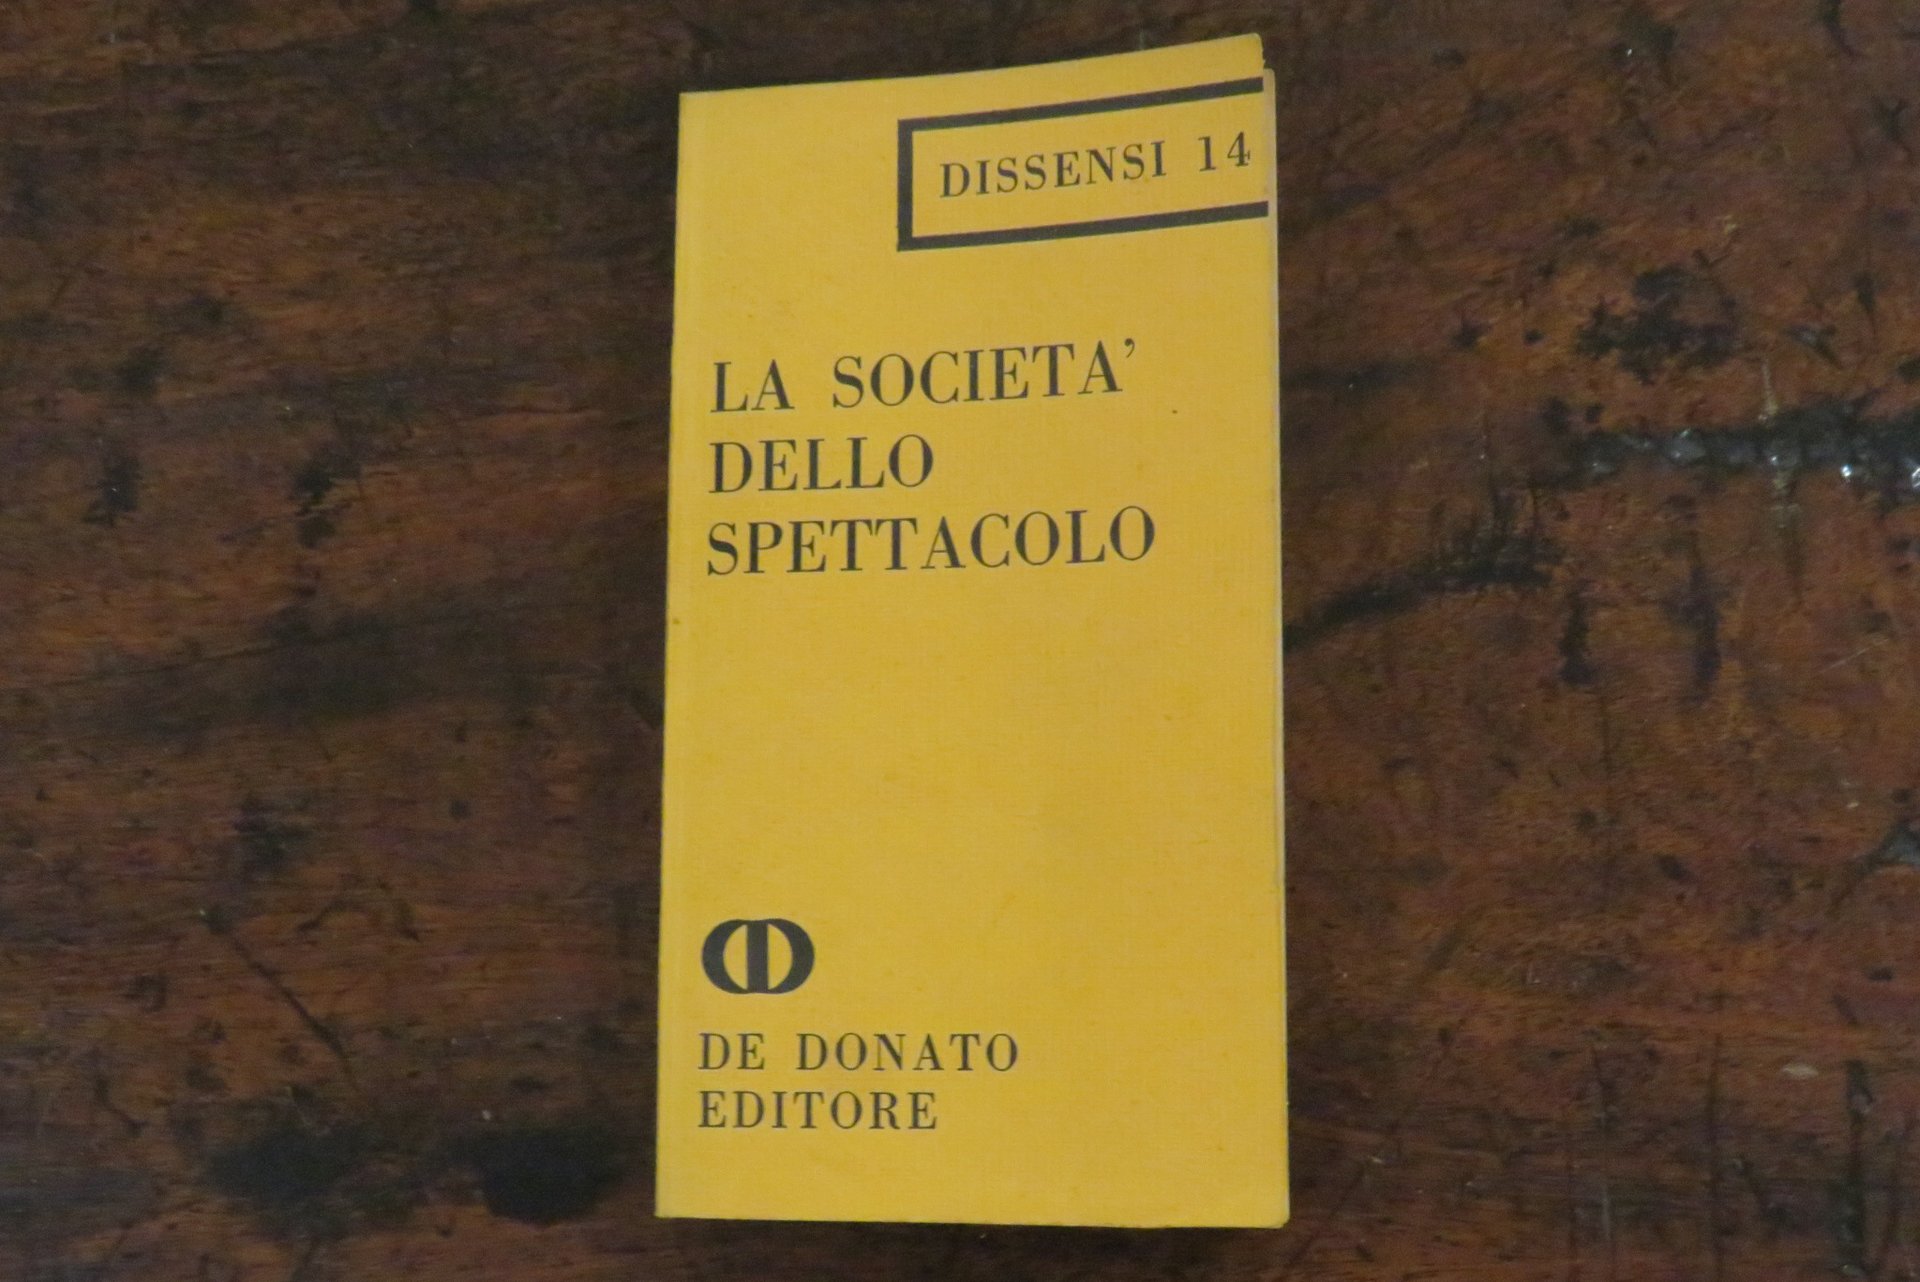 DISSENSI 14
LA SOCIETA'
DELLO
SPETTACOLO
DE DONATO
EDITORE